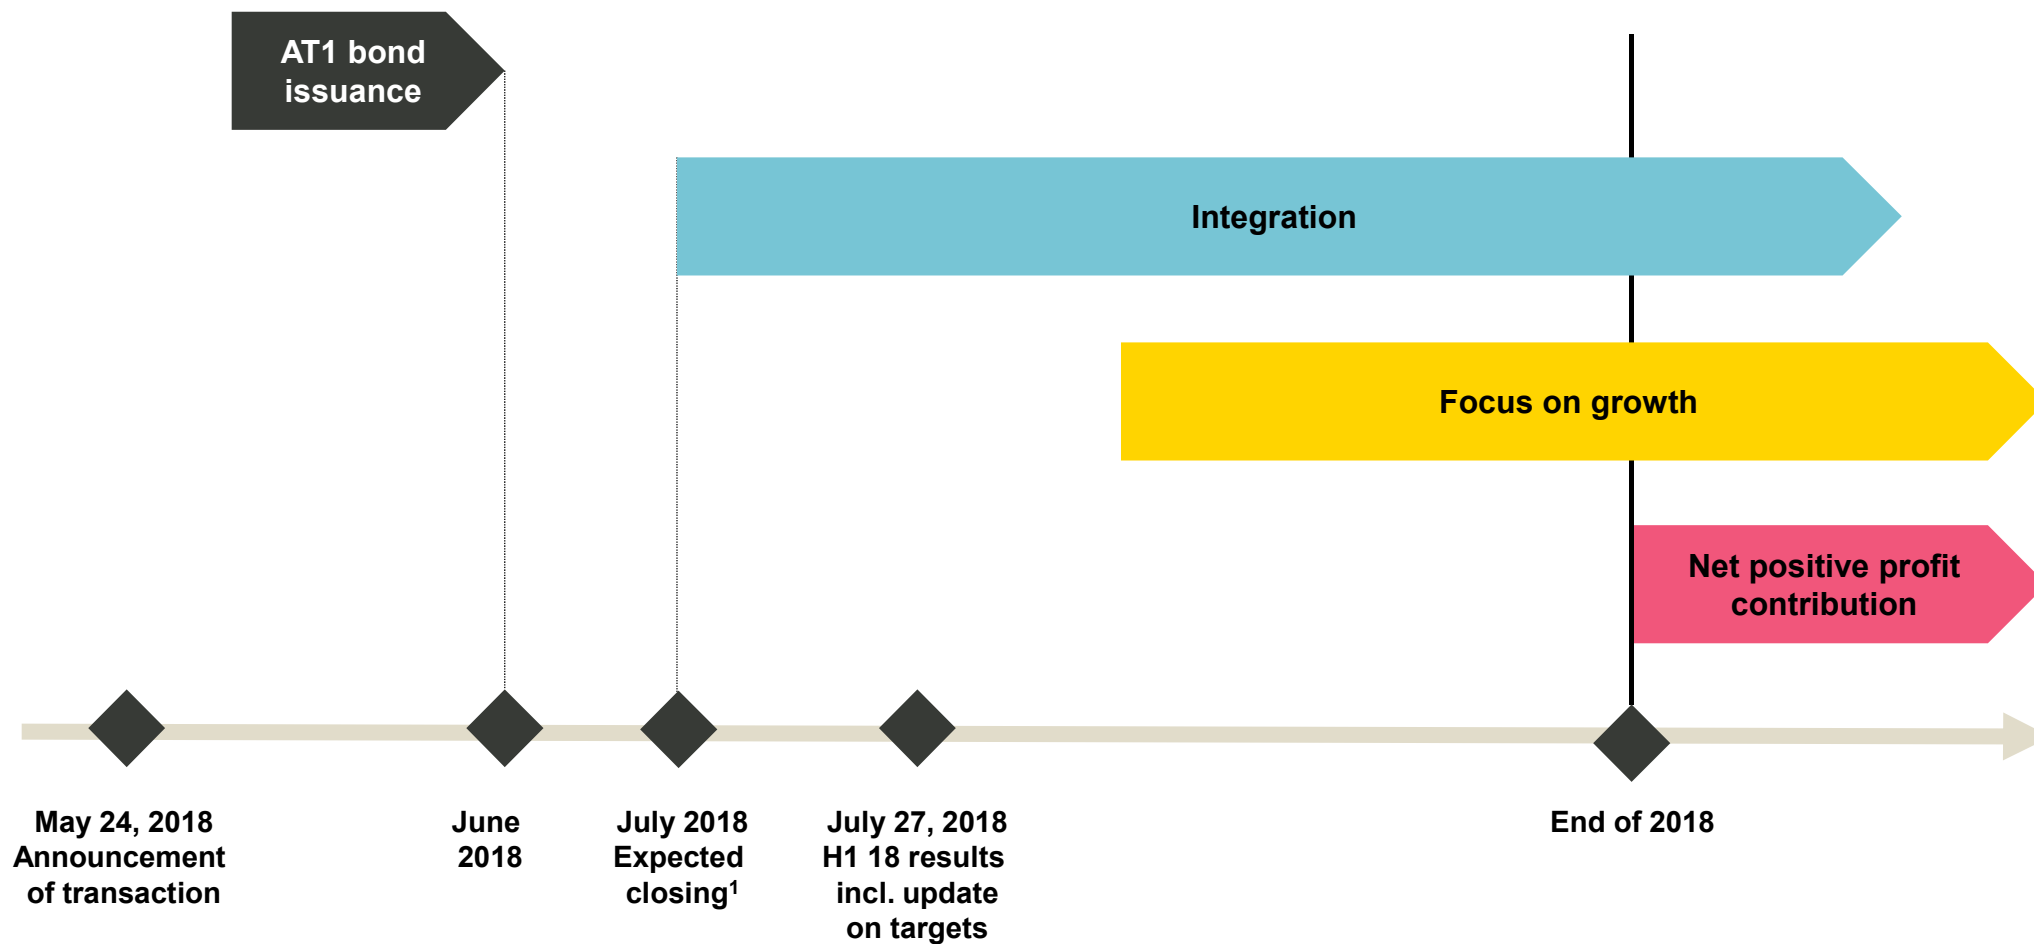 AT1 bond
issuance
Integration
Focus on growth
Net positive profit
contribution
May 24, 2018
Announcement
of transaction
June
2018
July 2018
Expected
closing¹
July 27, 2018
H1 18 results
incl. update
on targets
End of 2018